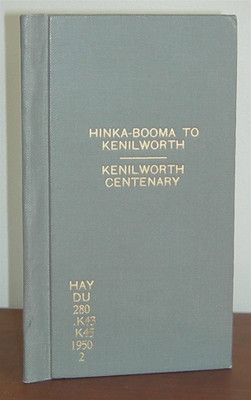 HINKA-BOOMA TO
KENILWORTH
KENILWORTH
CENTENARY
HAY
DU
280
.K43
K45
1950
2